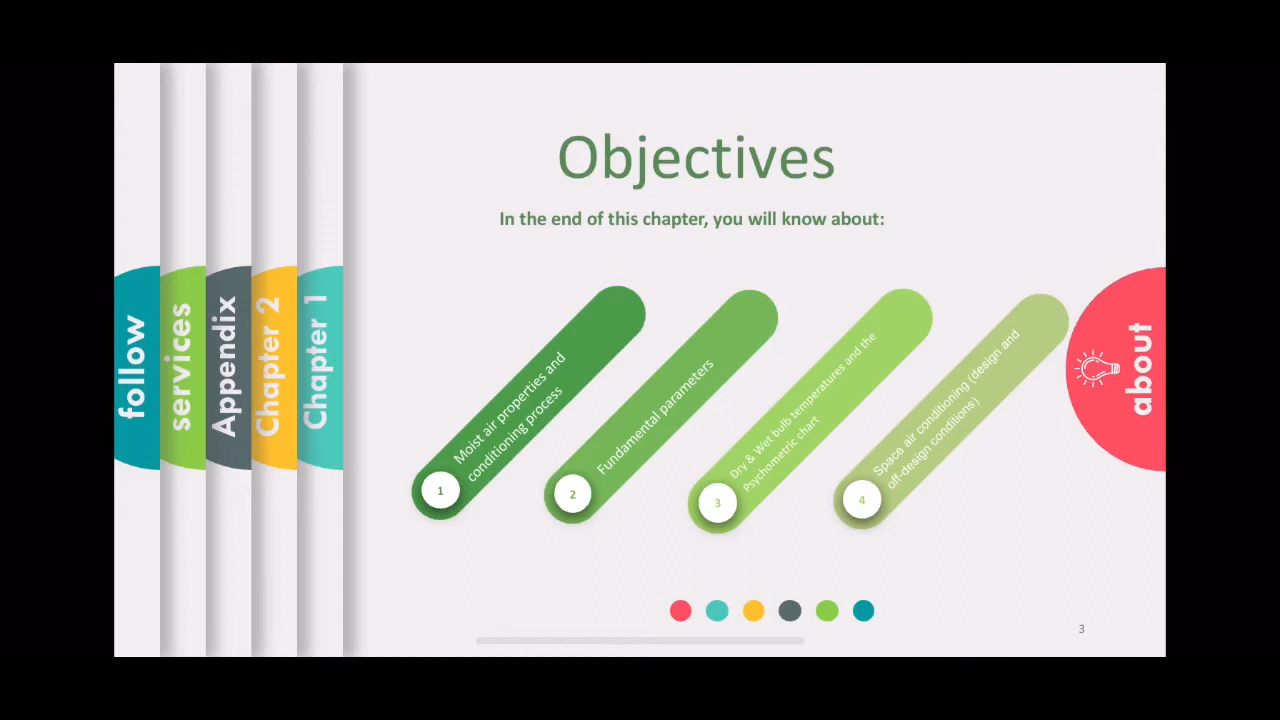 Objectives
In the end of this chapter, you will know about:
follow
services
Appendix
Chapter 2
Chapter 1
Moist air properties and
conditioning process
1
Fundamental parameters
2
Dry & Wet bulb temperatures and the
Psychometric chart
3
Space air conditioning (design and
off-design conditions)
4
about
3